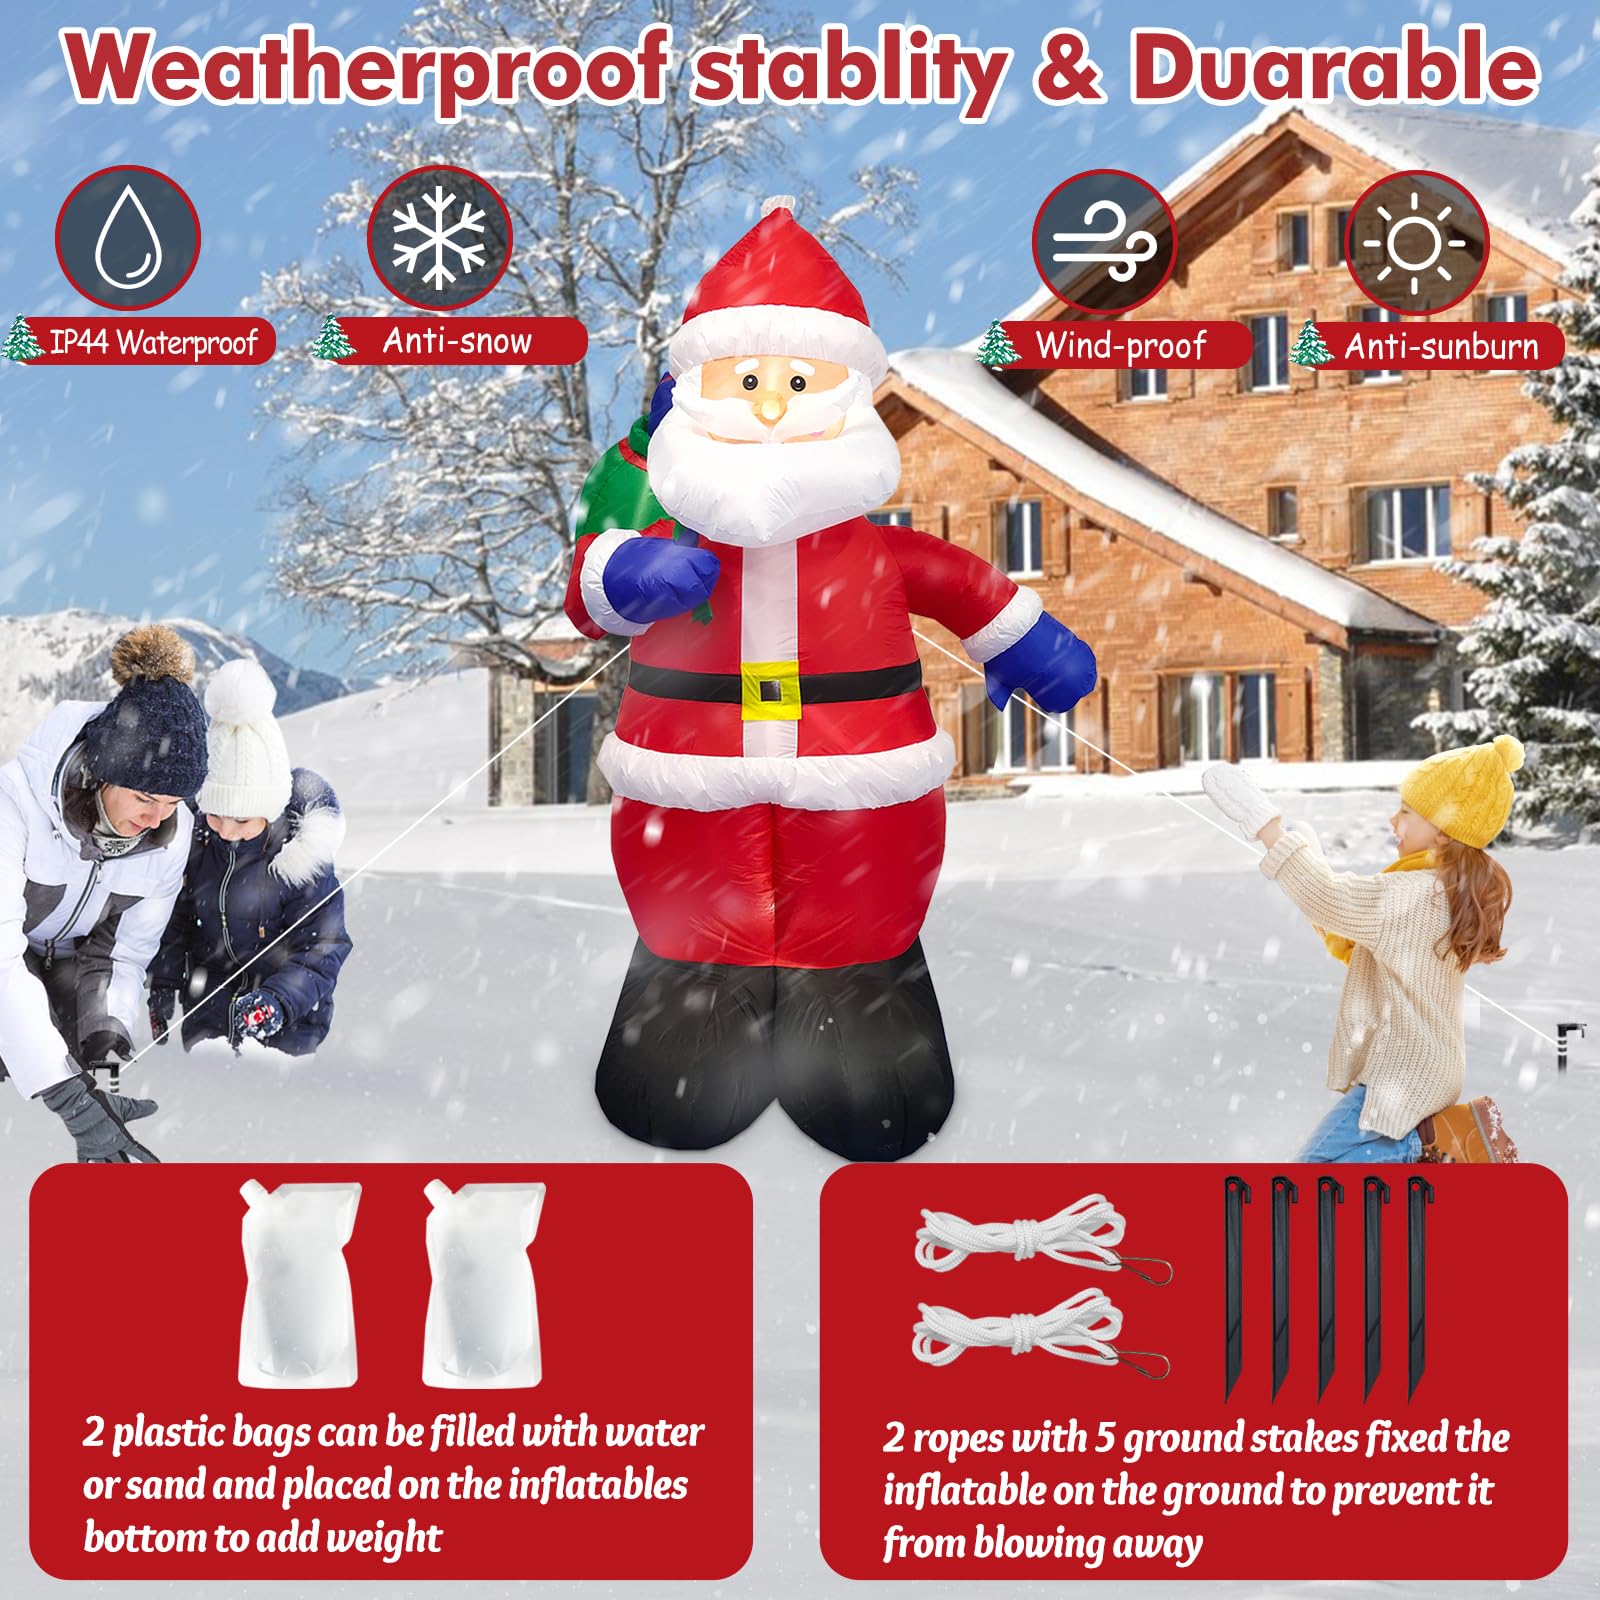 Weatherproof stablity & Duarable
IP44 Waterproof
Anti-snow
Wind-proof
Anti-sunburn
2 plastic bags can be filled with water
or sand and placed on the inflatables
bottom to add weight
2 ropes with 5 ground stakes fixed the
inflatable on the ground to prevent it
from blowing away